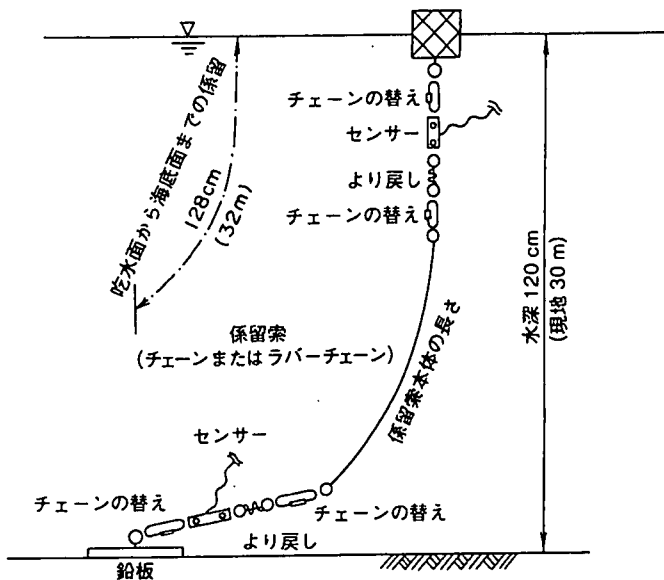 チェーンの替え
センサー
より戻し
チェーンの替え
吃水面から海底面までの係留
128cm
(32m)
水深 120 cm
(現地 30 m)
係留索
(チェーンまたはラバーチェーン)
係留索本体の長さ
センサー
チェーンの替え
チェーンの替え
より戻し
鉛板